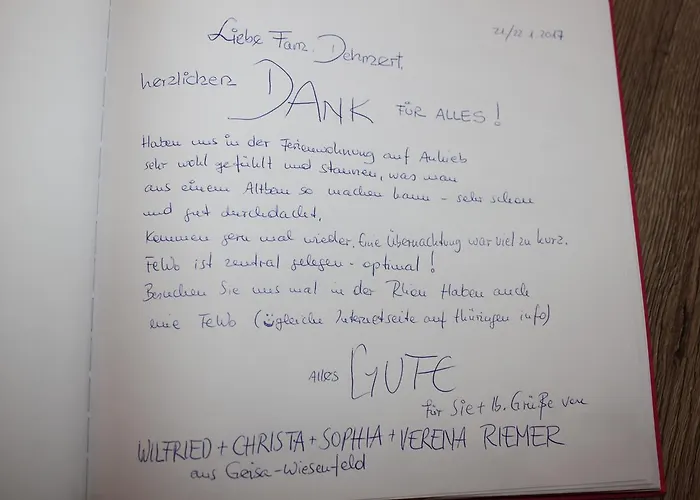 21/22 1 2017
Liebe Fam. Dehnert,
herzlichen DANK FÜR ALLES!
Haben uns in der Ferienwohnung auf Anhieb
sehr wohl gefühlt und staunen, was man
aus einem Altbau so machen kann - sehr schön
und gut durchdacht.
Kommen gern mal wieder. Eine Übernachtung war viel zu kurz.
FeWo ist zentral gelegen - optimal!
Besuchen Sie uns mal in der Rhön Haben auch
eine FeWo (gleiche Internetseite auf thüringen info)
ALLES GUTE
für Sie + lb. Grüße von
WILFRIED + CHRISTA + SOPHIA + VERENA RIEMER
aus Geisa-Wiesenfeld